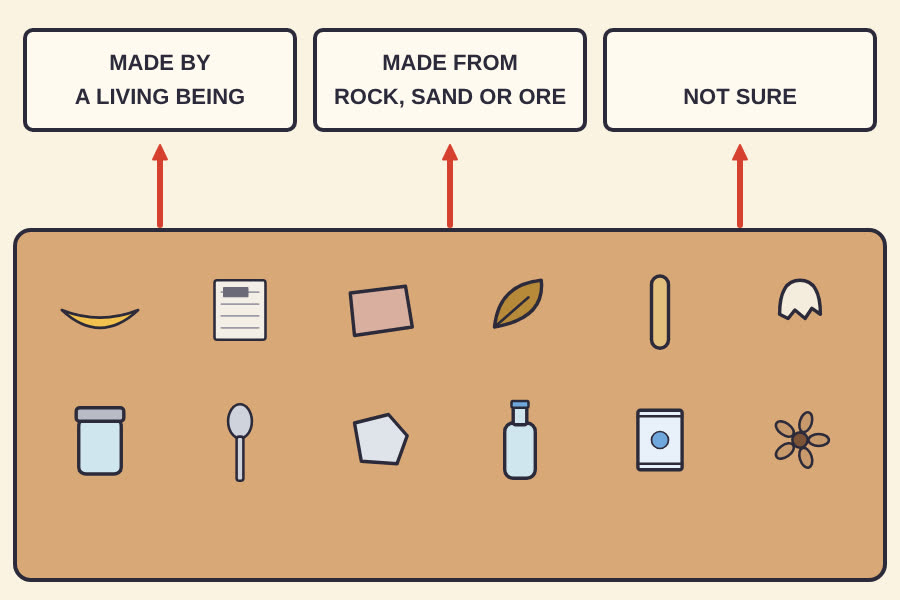 MADE BY
A LIVING BEING
MADE FROM
ROCK, SAND OR ORE
NOT SURE